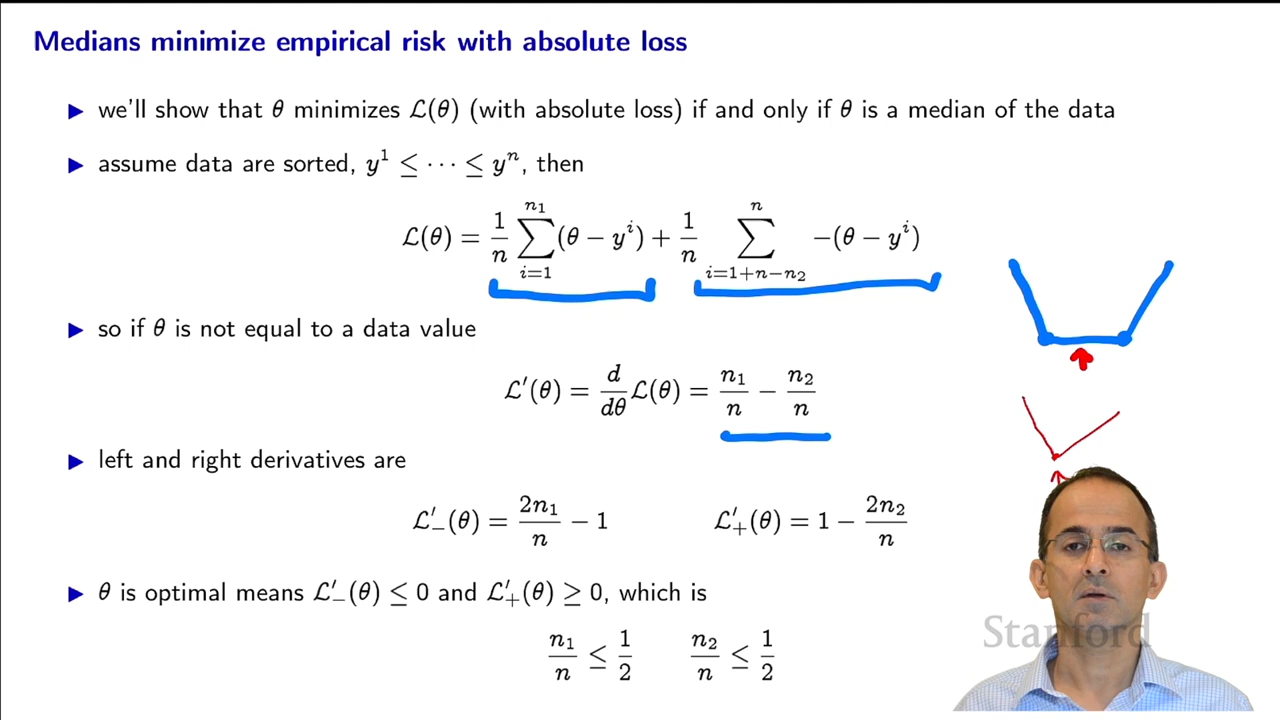 Medians minimize empirical risk with absolute loss
▶ we'll show that θ minimizes ℒ(θ) (with absolute loss) if and only if θ is a median of the data
▶ assume data are sorted, y¹ ≤ ⋯ ≤ yⁿ, then
ℒ(θ) = 1/n ∑_{i=1}^{n₁} (θ − yⁱ) + 1/n ∑_{i=1+n−n₂}^{n} −(θ − yⁱ)
▶ so if θ is not equal to a data value
ℒ′(θ) = d/dθ ℒ(θ) = n₁/n − n₂/n
▶ left and right derivatives are
ℒ′₋(θ) = 2n₁/n − 1 ℒ′₊(θ) = 1 − 2n₂/n
▶ θ is optimal means ℒ′₋(θ) ≤ 0 and ℒ′₊(θ) ≥ 0, which is
n₁/n ≤ 1/2 n₂/n ≤ 1/2
Stanford